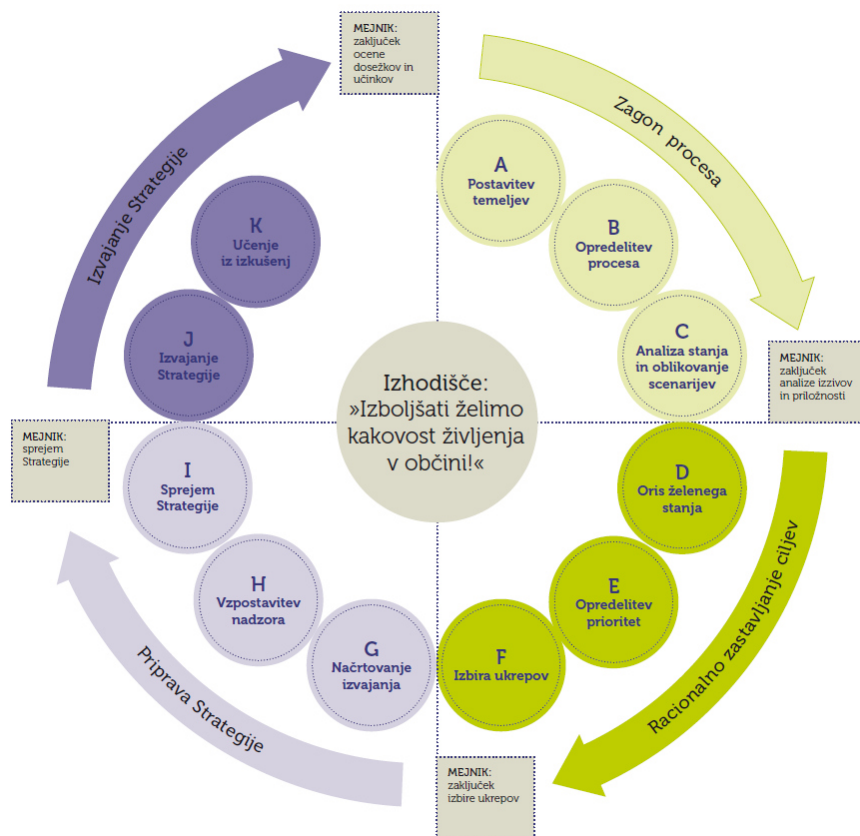 MEJNIK:
zaključek
ocene
dosežkov in
učinkov
Zagon procesa
A
Postavitev
temeljev
B
Opredelitev
procesa
C
Analiza stanja
in oblikovanje
scenarijev
MEJNIK:
zaključek
analize izzivov
in priložnosti
Racionalno zastavljanje ciljev
D
Oris želenega
stanja
E
Opredelitev
prioritet
F
Izbira ukrepov
MEJNIK:
zaključek
izbire ukrepov
Priprava Strategije
G
Načrtovanje
izvajanja
H
Vzpostavitev
nadzora
I
Sprejem
Strategije
MEJNIK:
sprejem
Strategije
Izvajanje Strategije
J
Izvajanje
Strategije
K
Učenje
iz izkušenj
Izhodišče:
»Izboljšati želimo
kakovost življenja
v občini!«